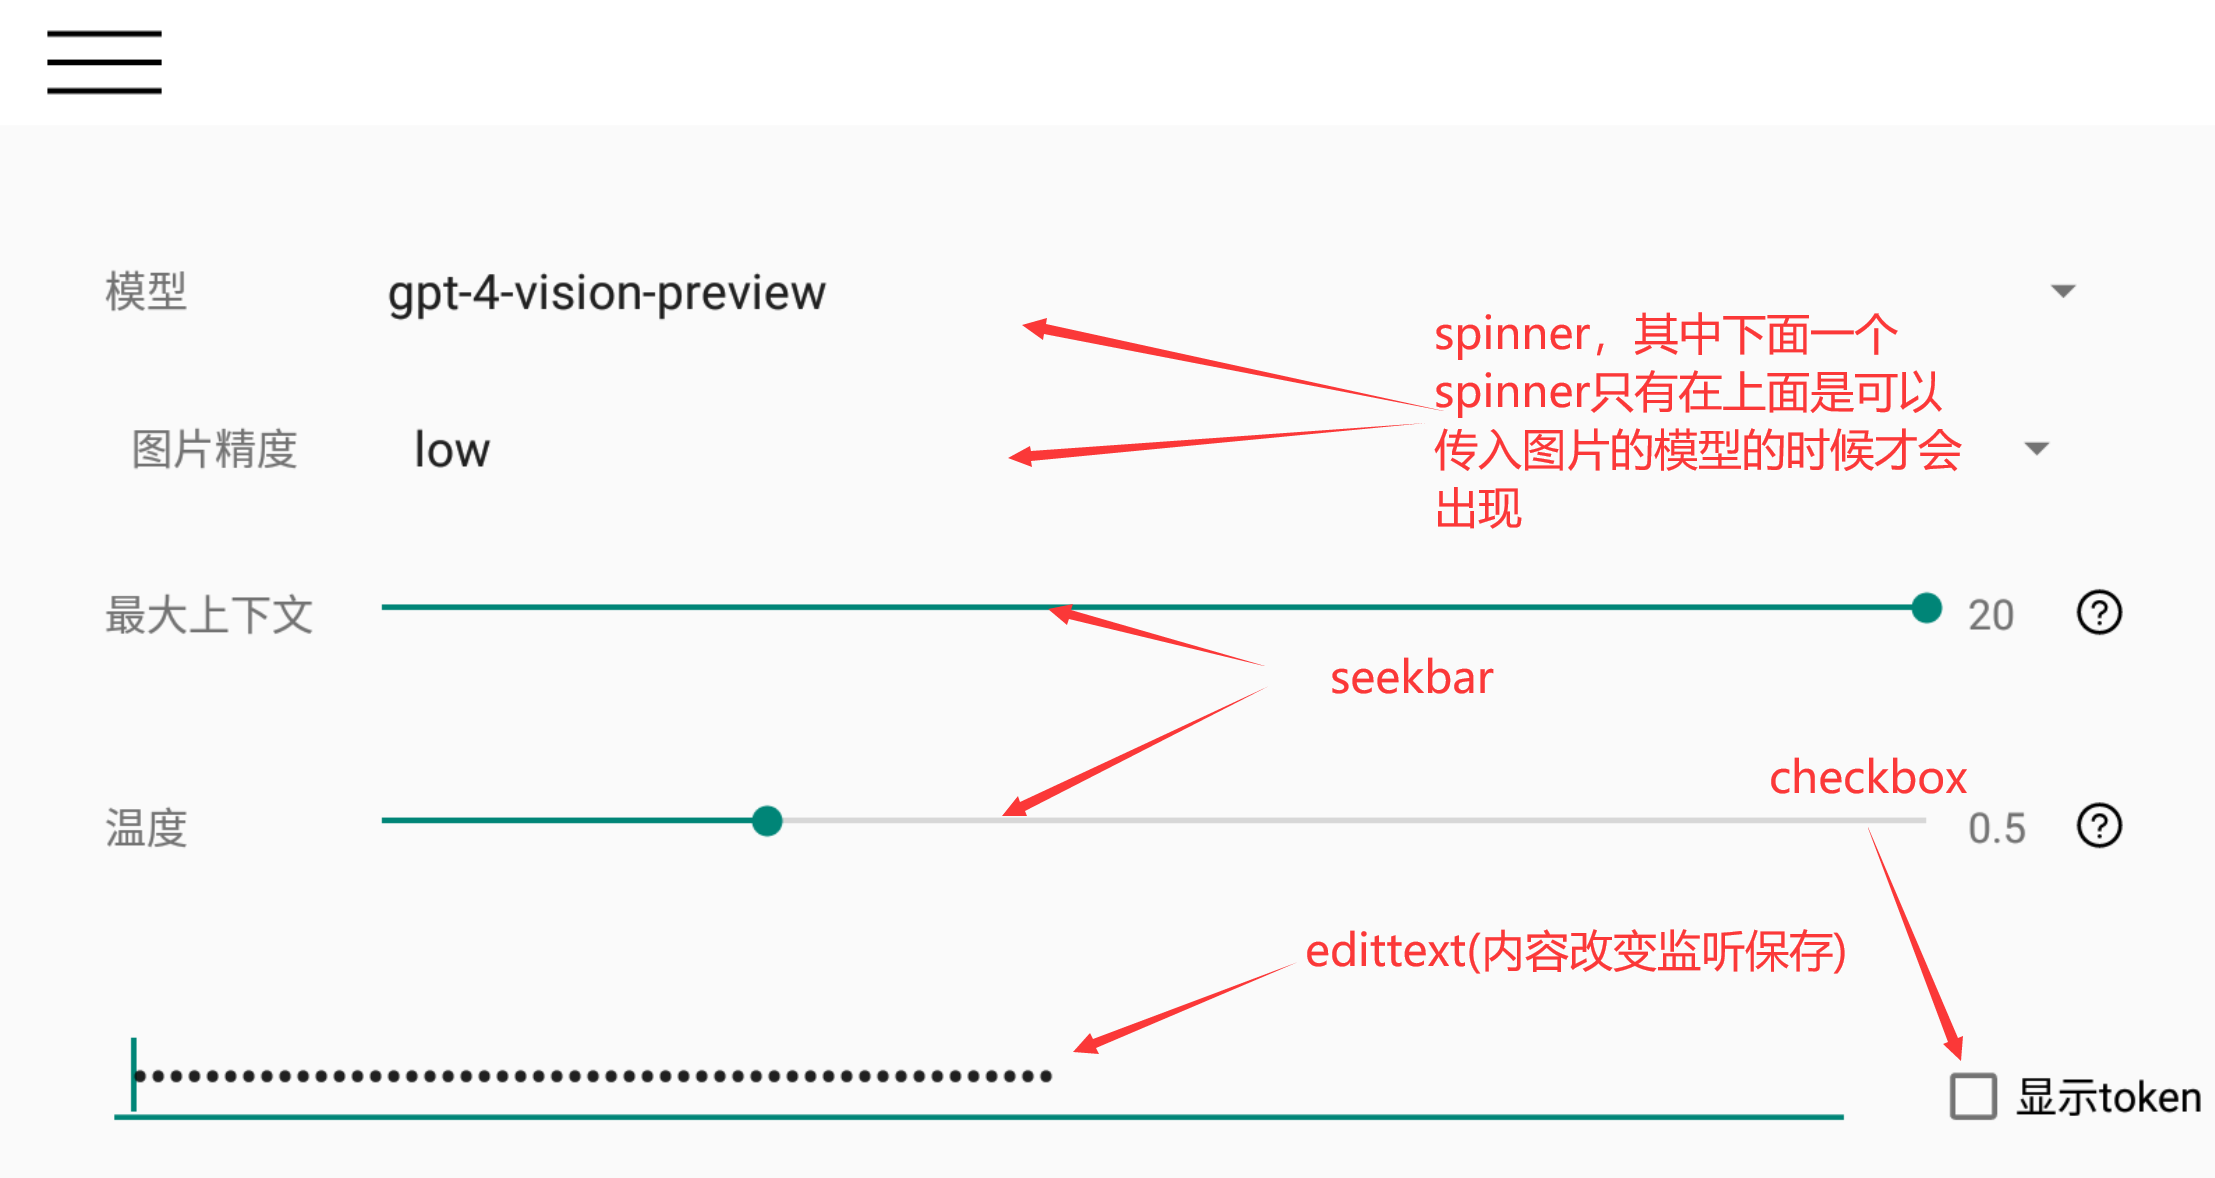 模型
gpt-4-vision-preview
spinner，其中下面一个
spinner只有在上面是可以
传入图片的模型的时候才会
出现
图片精度
low
最大上下文
20
?
seekbar
checkbox
温度
0.5
?
edittext(内容改变监听保存)
••••••••••••••••••••••••••••••••••••••••••••••••••• 
显示token